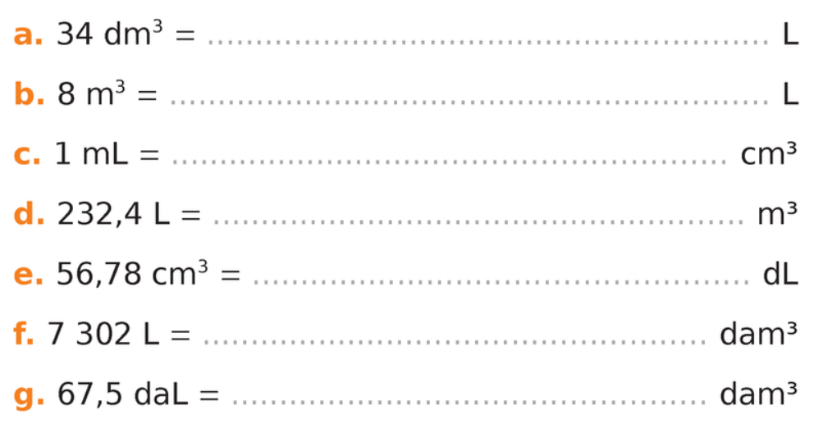 a. 34 dm³ = ........................................................... L
b. 8 m³ = ............................................................... L
c. 1 mL = .......................................................... cm³
d. 232,4 L = ........................................................ m³
e. 56,78 cm³ = .................................................... dL
f. 7 302 L = ..................................................... dam³
g. 67,5 daL = .................................................. dam³